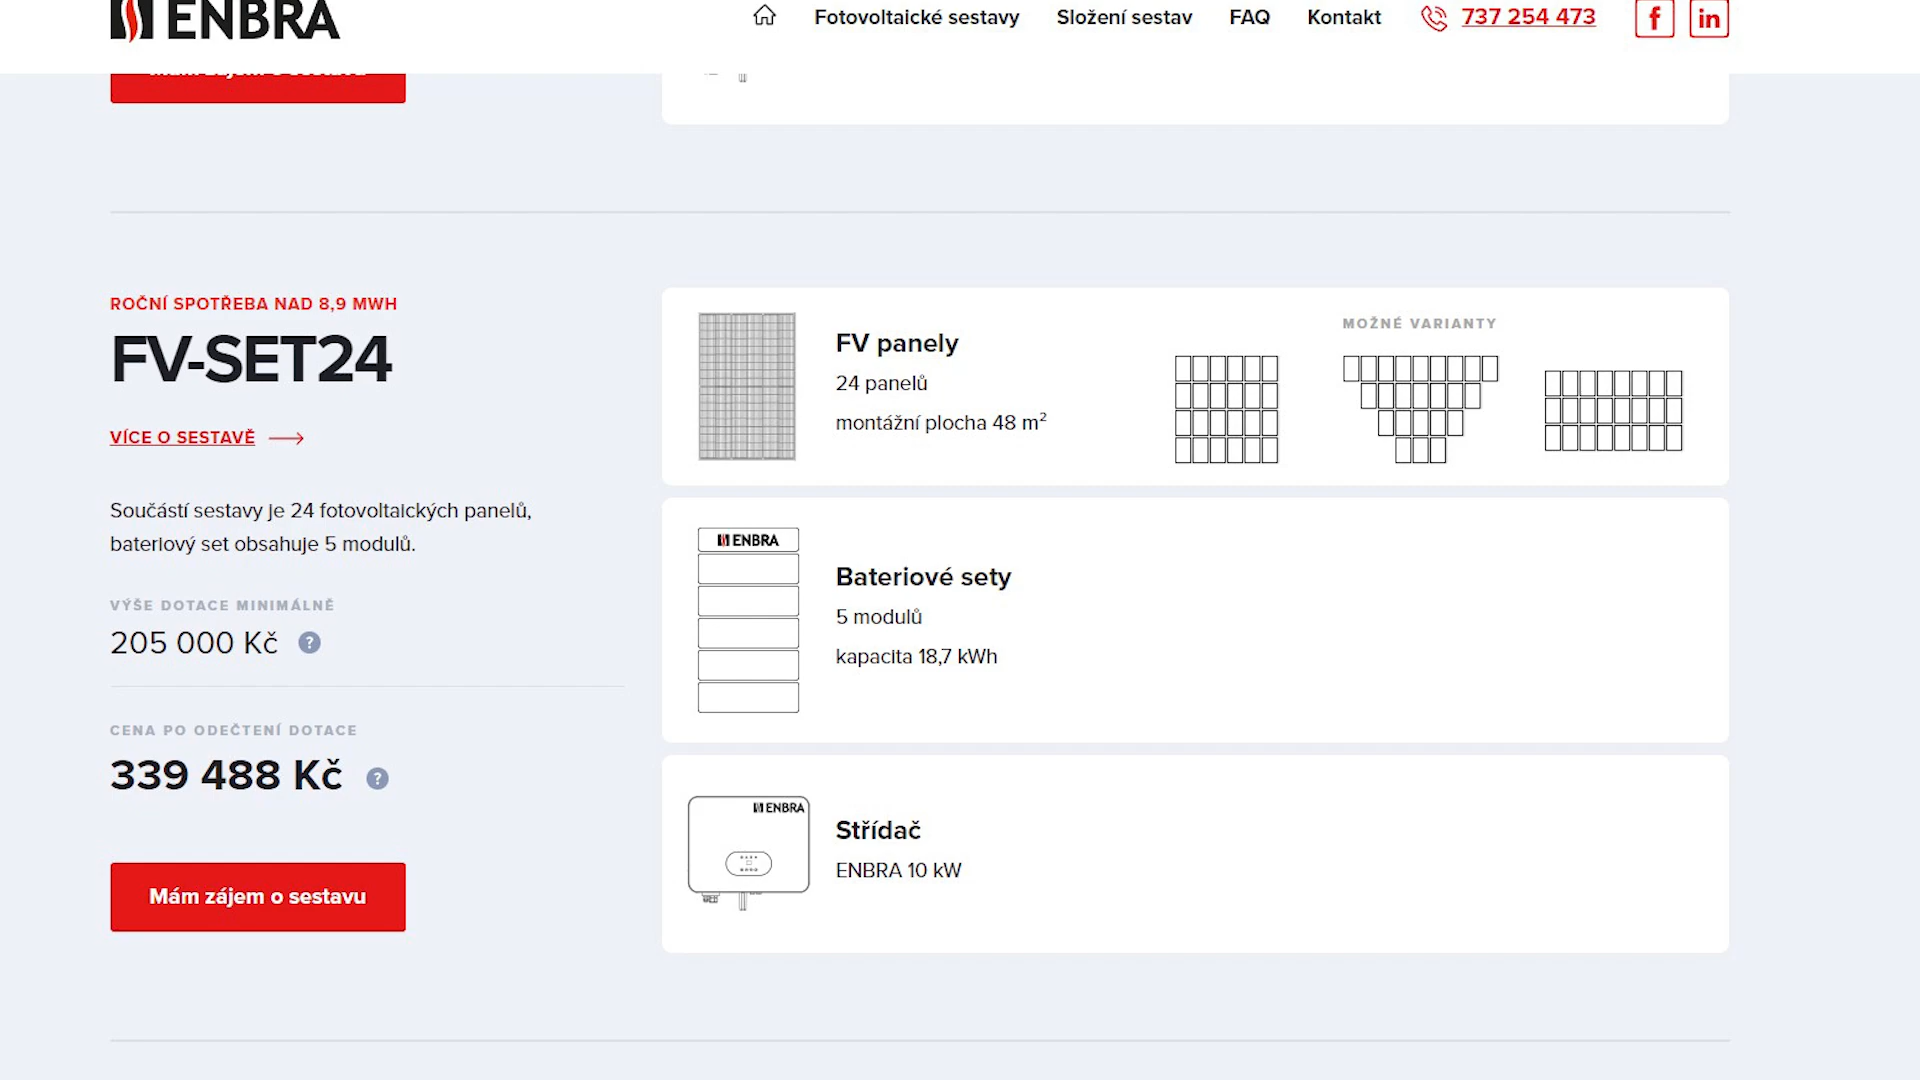 ENBRA
Fotovoltaické sestavy
Složení sestav
FAQ
Kontakt
737 254 473
ROČNÍ SPOTŘEBA NAD 8,9 MWH
FV-SET24
VÍCE O SESTAVĚ
Součástí sestavy je 24 fotovoltaických panelů,
bateriový set obsahuje 5 modulů.
VÝŠE DOTACE MINIMÁLNĚ
205 000 Kč ?
CENA PO ODEČTENÍ DOTACE
339 488 Kč ?
Mám zájem o sestavu
FV panely
24 panelů
montážní plocha 48 m²
MOŽNÉ VARIANTY
ENBRA
Bateriové sety
5 modulů
kapacita 18,7 kWh
ENBRA
Střídač
ENBRA 10 kW